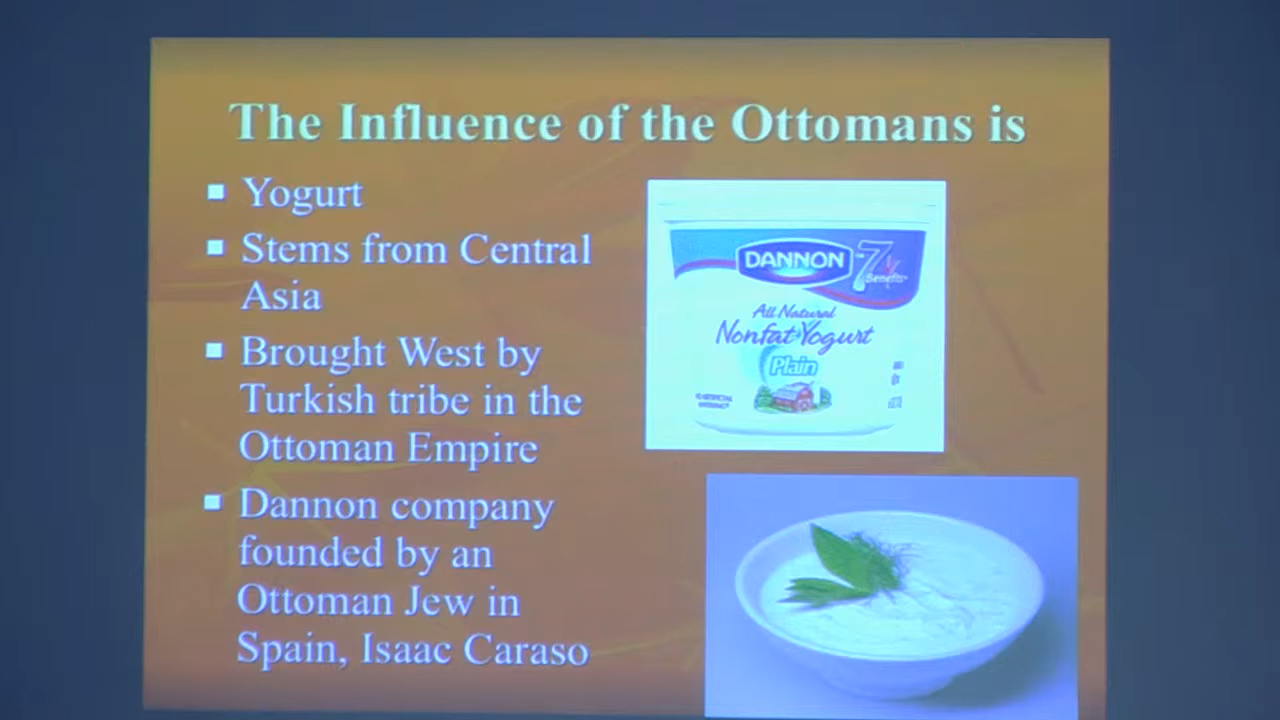 The Influence of the Ottomans is
Yogurt
Stems from Central
Asia
Brought West by
Turkish tribe in the
Ottoman Empire
Dannon company
founded by an
Ottoman Jew in
Spain, Isaac Caraso
DANNON
7
Benefits
All Natural
Nonfat Yogurt
Plain